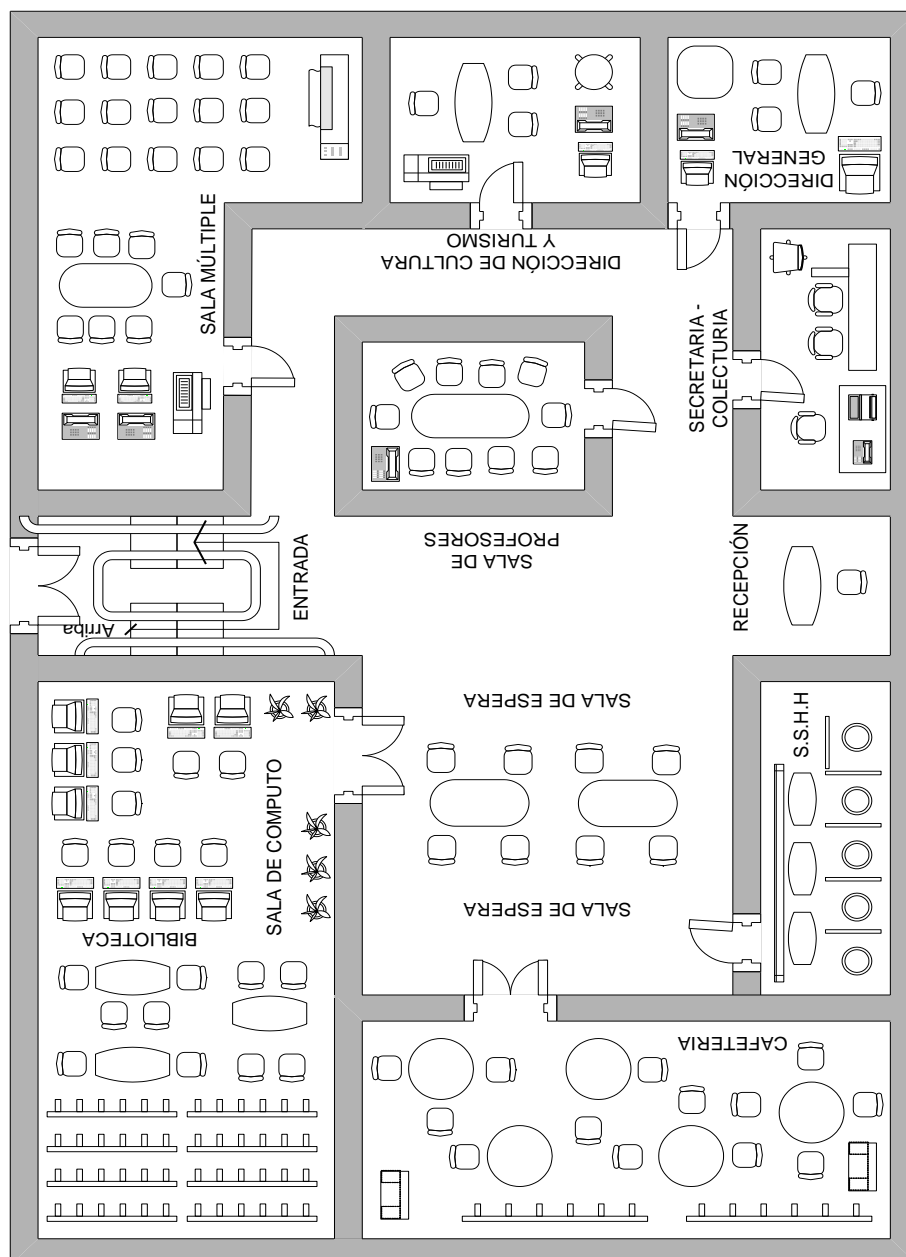 SALA MÚLTIPLE
DIRECCIÓN DE CULTURA
Y TURISMO
DIRECCIÓN
GENERAL
SECRETARIA -
COLECTURIA
SALA DE
PROFESORES
ENTRADA
Arriba
RECEPCIÓN
SALA DE ESPERA
S.S.H.H
SALA DE COMPUTO
SALA DE ESPERA
BIBLIOTECA
CAFETERIA